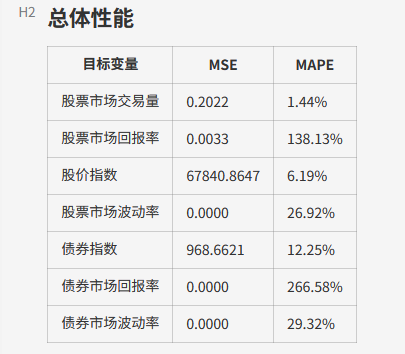 H2 总体性能
目标变量 MSE MAPE
股票市场交易量 0.2022 1.44%
股票市场回报率 0.0033 138.13%
股价指数 67840.8647 6.19%
股票市场波动率 0.0000 26.92%
债券指数 968.6621 12.25%
债券市场回报率 0.0000 266.58%
债券市场波动率 0.0000 29.32%